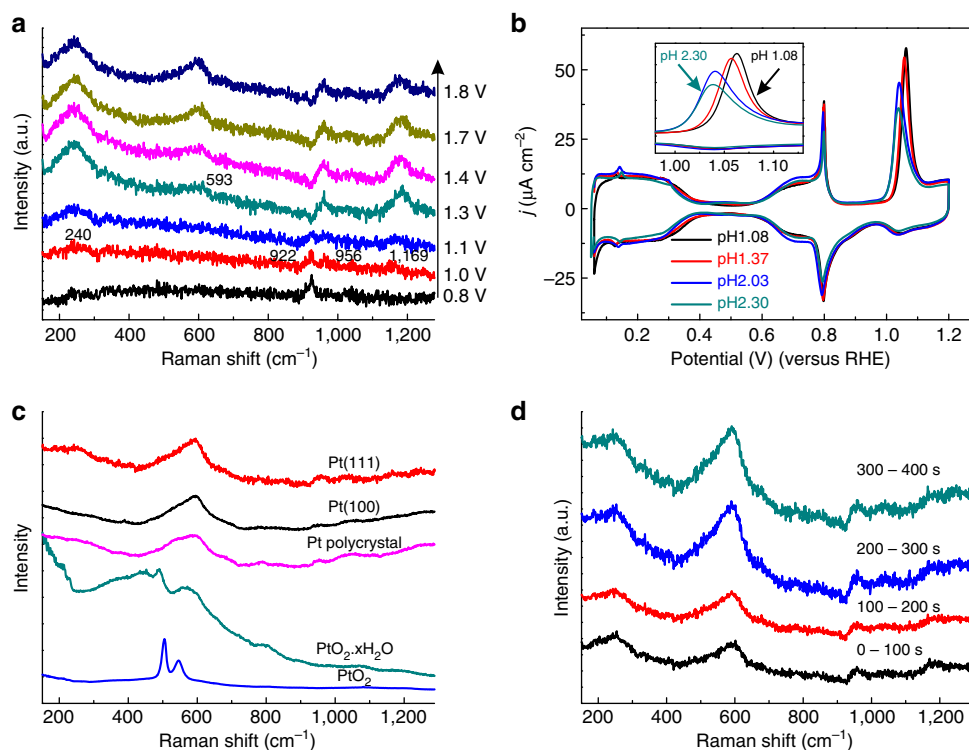 a
Intensity (a.u.)
1.8 V
1.7 V
1.4 V
1.3 V
1.1 V
1.0 V
0.8 V
593
240
922
956
1,169
200 400 600 800 1,000 1,200
Raman shift (cm⁻¹)
b
j (µA cm⁻²)
50
25
0
−25
pH 2.30
pH 1.08
1.00 1.05 1.10
pH1.08
pH1.37
pH2.03
pH2.30
0.2 0.4 0.6 0.8 1.0 1.2
Potential (V) (versus RHE)
c
Intensity
Pt(111)
Pt(100)
Pt polycrystal
PtO₂.xH₂O
PtO₂
200 400 600 800 1,000 1,200
Raman shift (cm⁻¹)
d
Intensity (a.u.)
300 – 400 s
200 – 300 s
100 – 200 s
0 – 100 s
200 400 600 800 1,000 1,200
Raman shift (cm⁻¹)